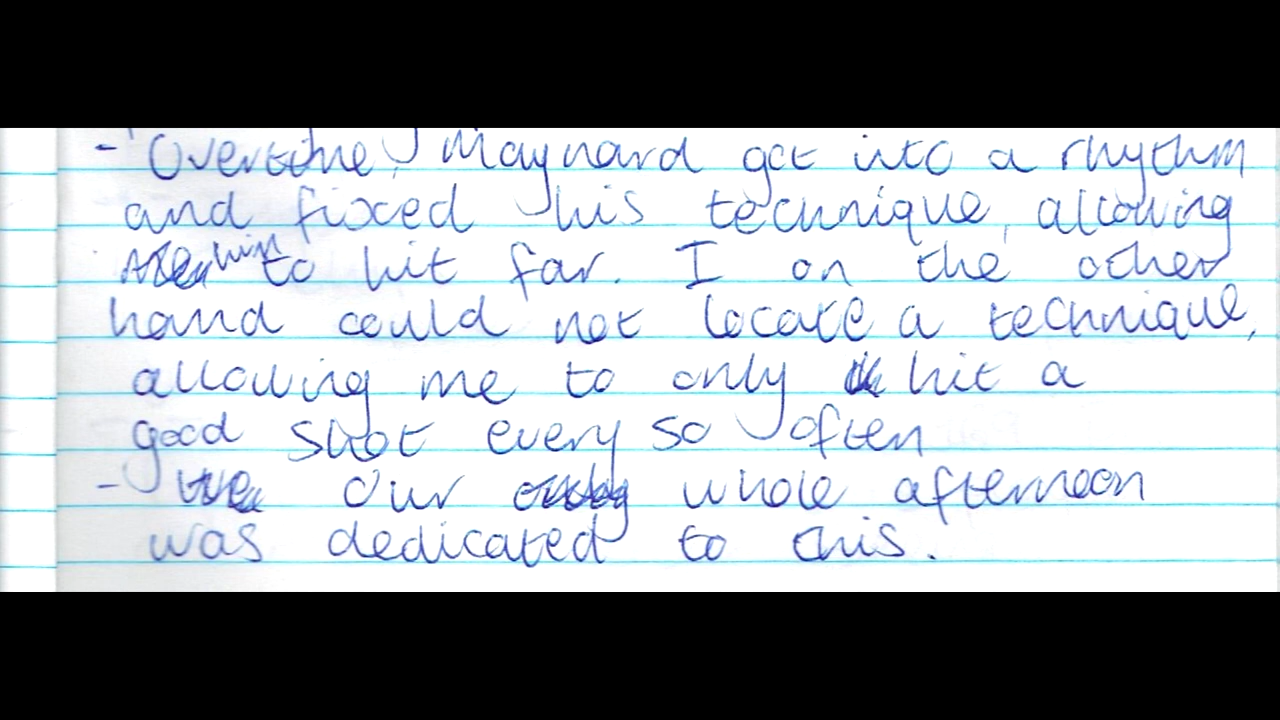 - Overtime, Maynard got into a rhythm
and fixed his technique, allowing
him to hit far. I on the other
hand could not locate a technique,
allowing me to only hit a
good shot every so often
- Our whole afternoon
was dedicated to this.